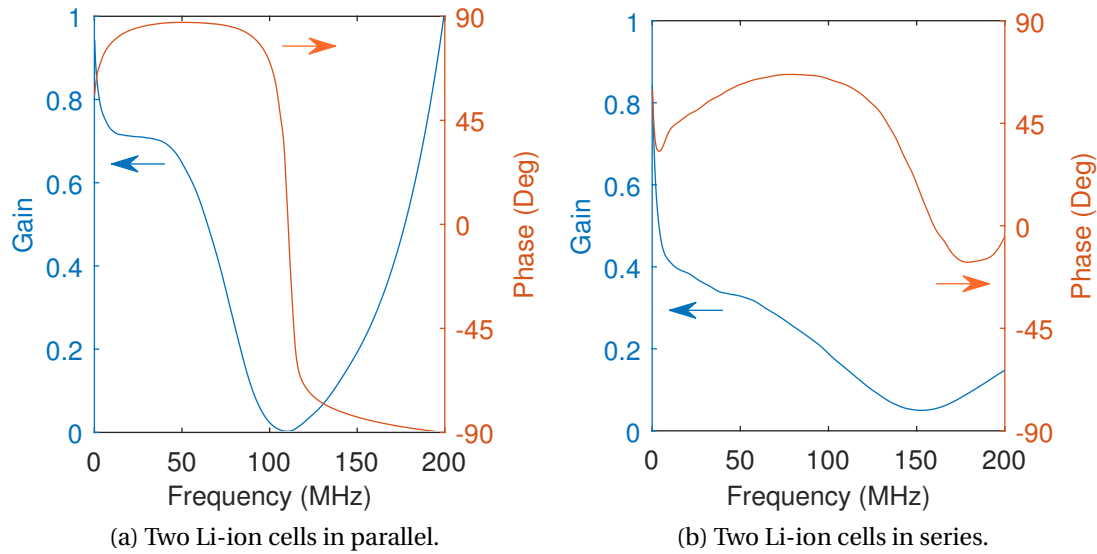 1
0.8
0.6
0.4
0.2
0
Gain
90
45
0
-45
-90
Phase (Deg)
0 50 100 150 200
Frequency (MHz)
(a) Two Li-ion cells in parallel.
1
0.8
0.6
0.4
0.2
0
Gain
90
45
0
-45
-90
Phase (Deg)
0 50 100 150 200
Frequency (MHz)
(b) Two Li-ion cells in series.